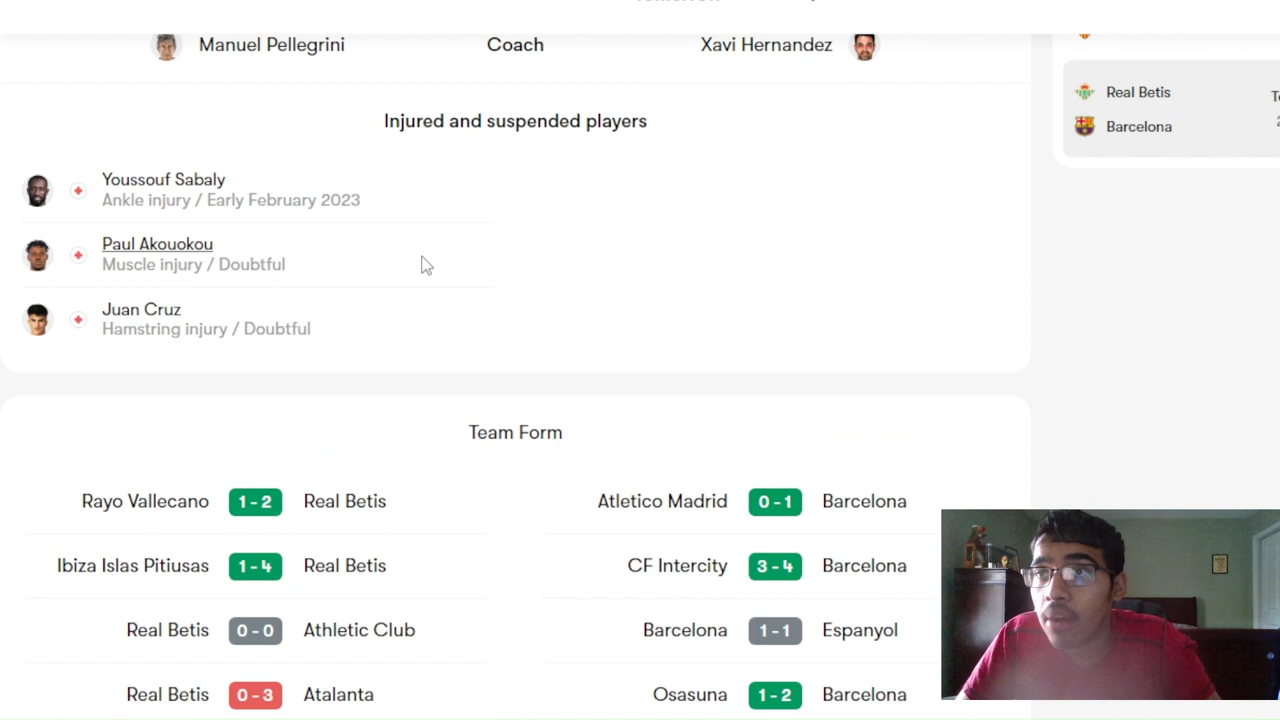 Manuel Pellegrini Coach Xavi Hernandez
Injured and suspended players
Youssouf Sabaly
Ankle injury / Early February 2023
Paul Akouokou
Muscle injury / Doubtful
Juan Cruz
Hamstring injury / Doubtful
Team Form
Rayo Vallecano 1 - 2 Real Betis
Ibiza Islas Pitiusas 1 - 4 Real Betis
Real Betis 0 - 0 Athletic Club
Real Betis 0 - 3 Atalanta
Atletico Madrid 0 - 1 Barcelona
CF Intercity 3 - 4 Barcelona
Barcelona 1 - 1 Espanyol
Osasuna 1 - 2 Barcelona
Real Betis
Barcelona